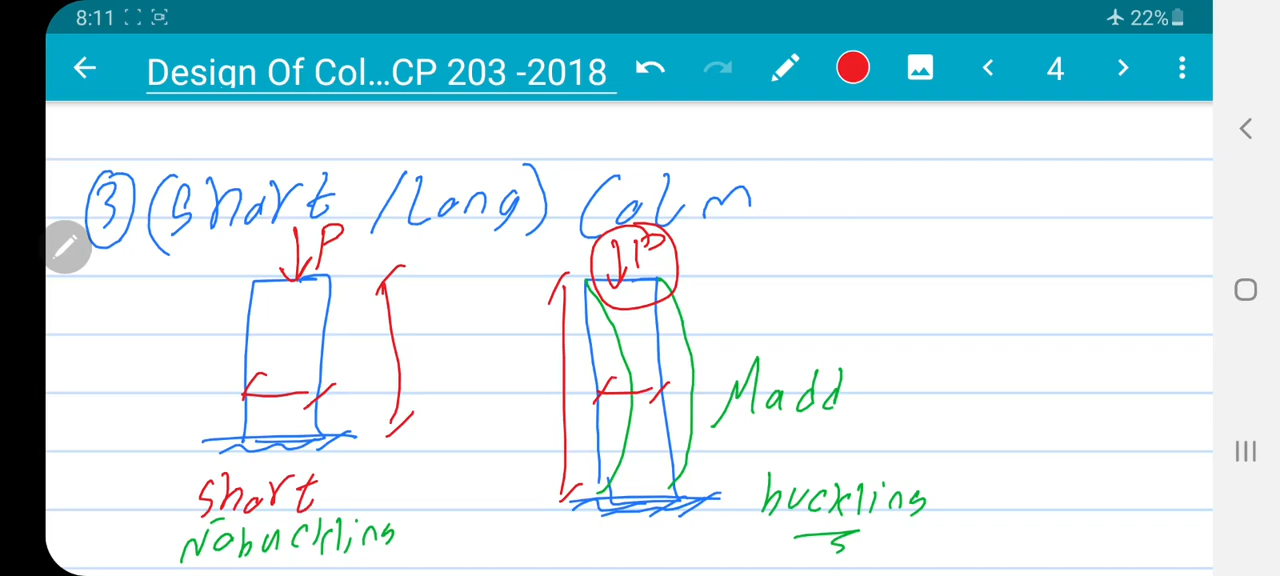 8:11 22%
Design Of Col...CP 203 -2018 4
③ (Short /Long) Colm
P P
Madd
short buckling
No buckling s